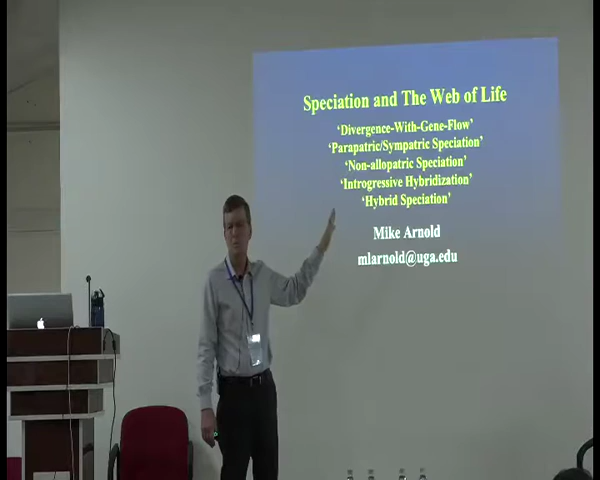 Speciation and The Web of Life
'Divergence-With-Gene-Flow'
'Parapatric/Sympatric Speciation'
'Non-allopatric Speciation'
'Introgressive Hybridization'
'Hybrid Speciation'
Mike Arnold
mlarnold@uga.edu